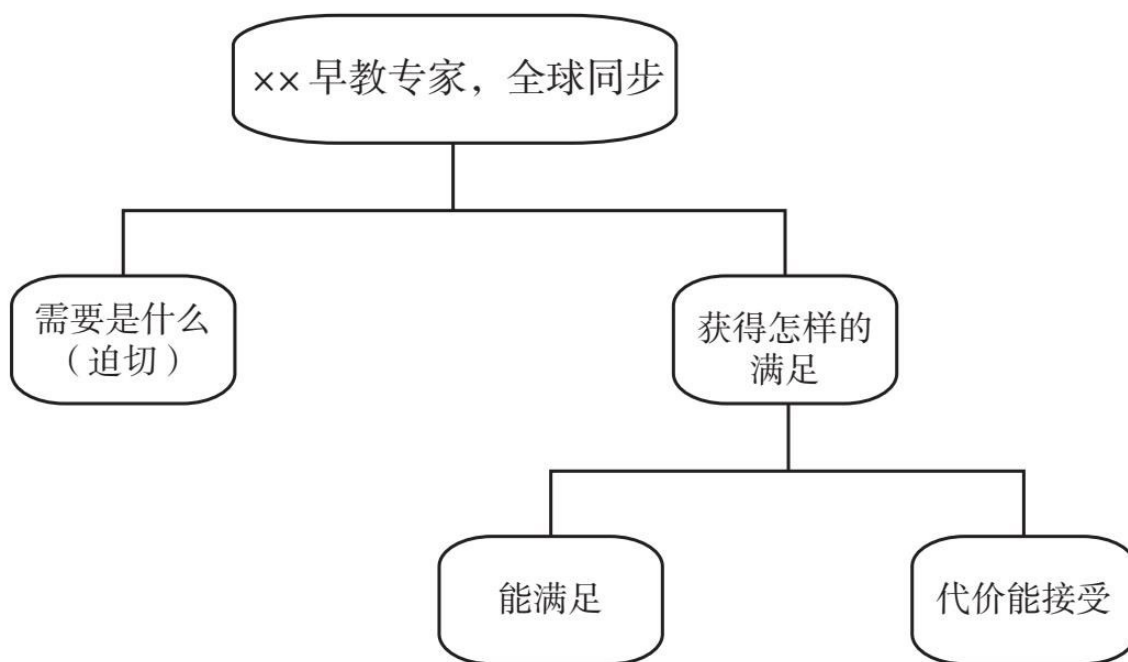 ×× 早教专家，全球同步
需要是什么
（迫切）
获得怎样的
满足
能满足
代价能接受